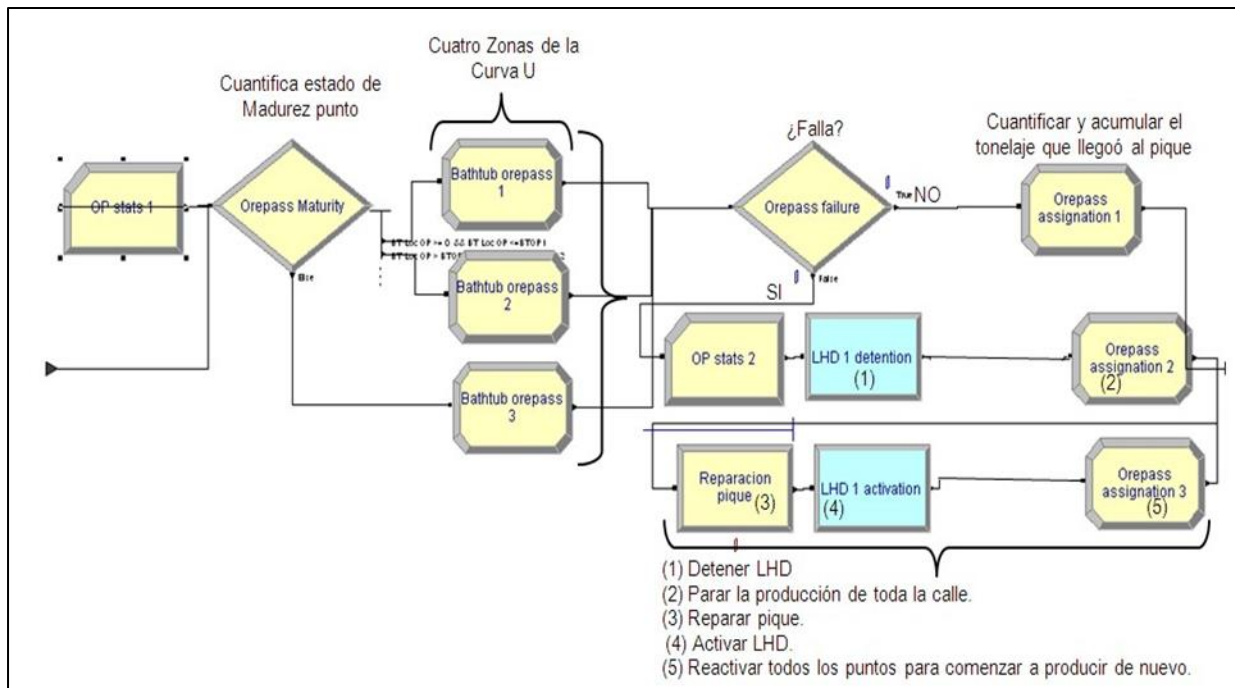 Cuatro Zonas de la
Curva U
Cuantifica estado de
Madurez punto
¿Falla?
Cuantificar y acumular el
tonelaje que llegoó al pique
OP stats 1
Orepass Maturity
Else
Bathtub orepass
1
Bathtub orepass
2
Bathtub orepass
3
Orepass failure
True NO
False
SI
Orepass
assignation 1
OP stats 2
LHD 1 detention
(1)
Orepass
assignation 2
(2)
Reparacion
pique (3)
LHD 1 activation
(4)
Orepass
assignation 3
(5)
(1) Detener LHD
(2) Parar la producción de toda la calle.
(3) Reparar pique.
(4) Activar LHD.
(5) Reactivar todos los puntos para comenzar a producir de nuevo.